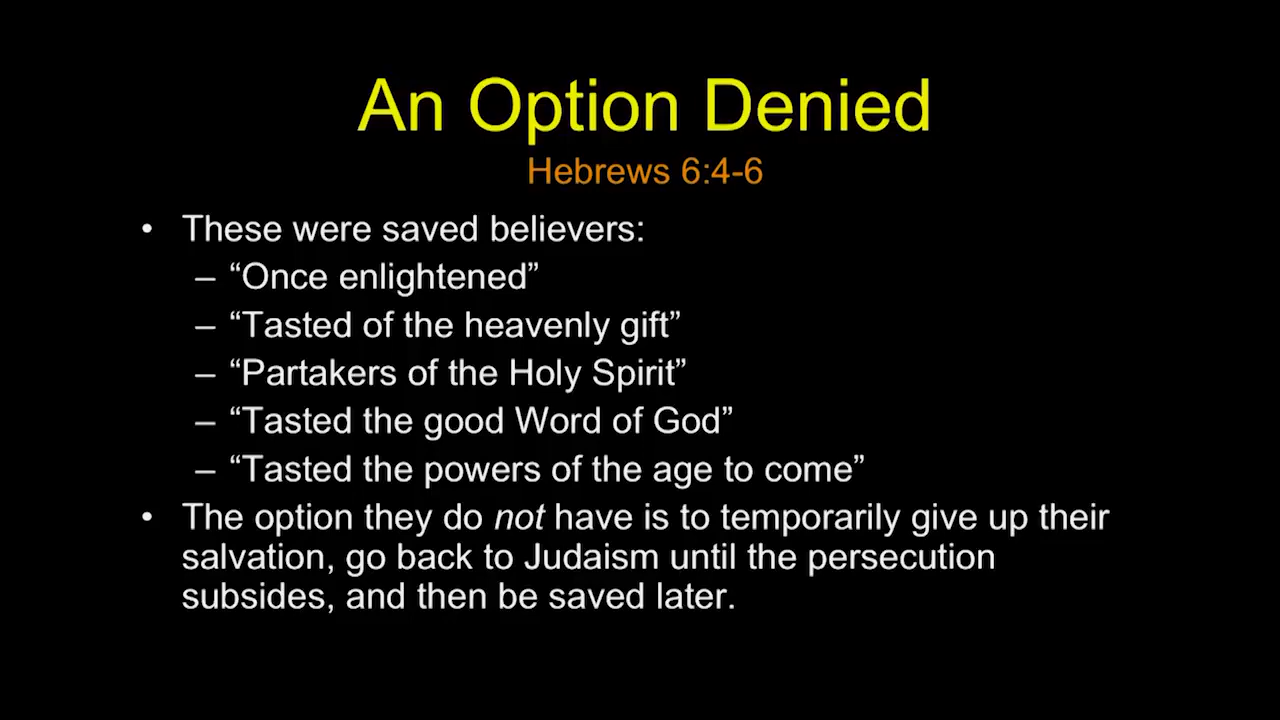 An Option Denied
Hebrews 6:4-6
• These were saved believers:
– “Once enlightened”
– “Tasted of the heavenly gift”
– “Partakers of the Holy Spirit”
– “Tasted the good Word of God”
– “Tasted the powers of the age to come”
• The option they do not have is to temporarily give up their
salvation, go back to Judaism until the persecution
subsides, and then be saved later.